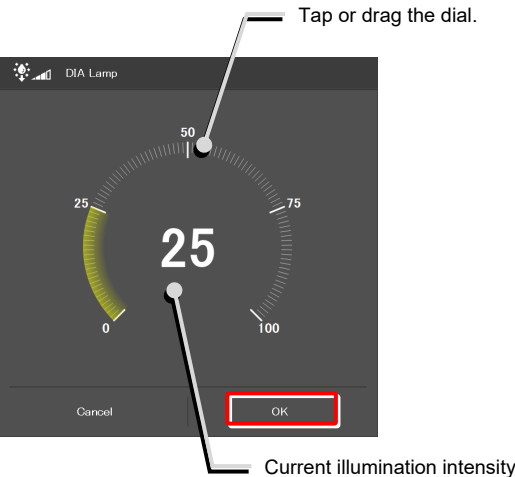 Tap or drag the dial.
DIA Lamp
50
25
75
25
0
100
Cancel
OK
Current illumination intensity